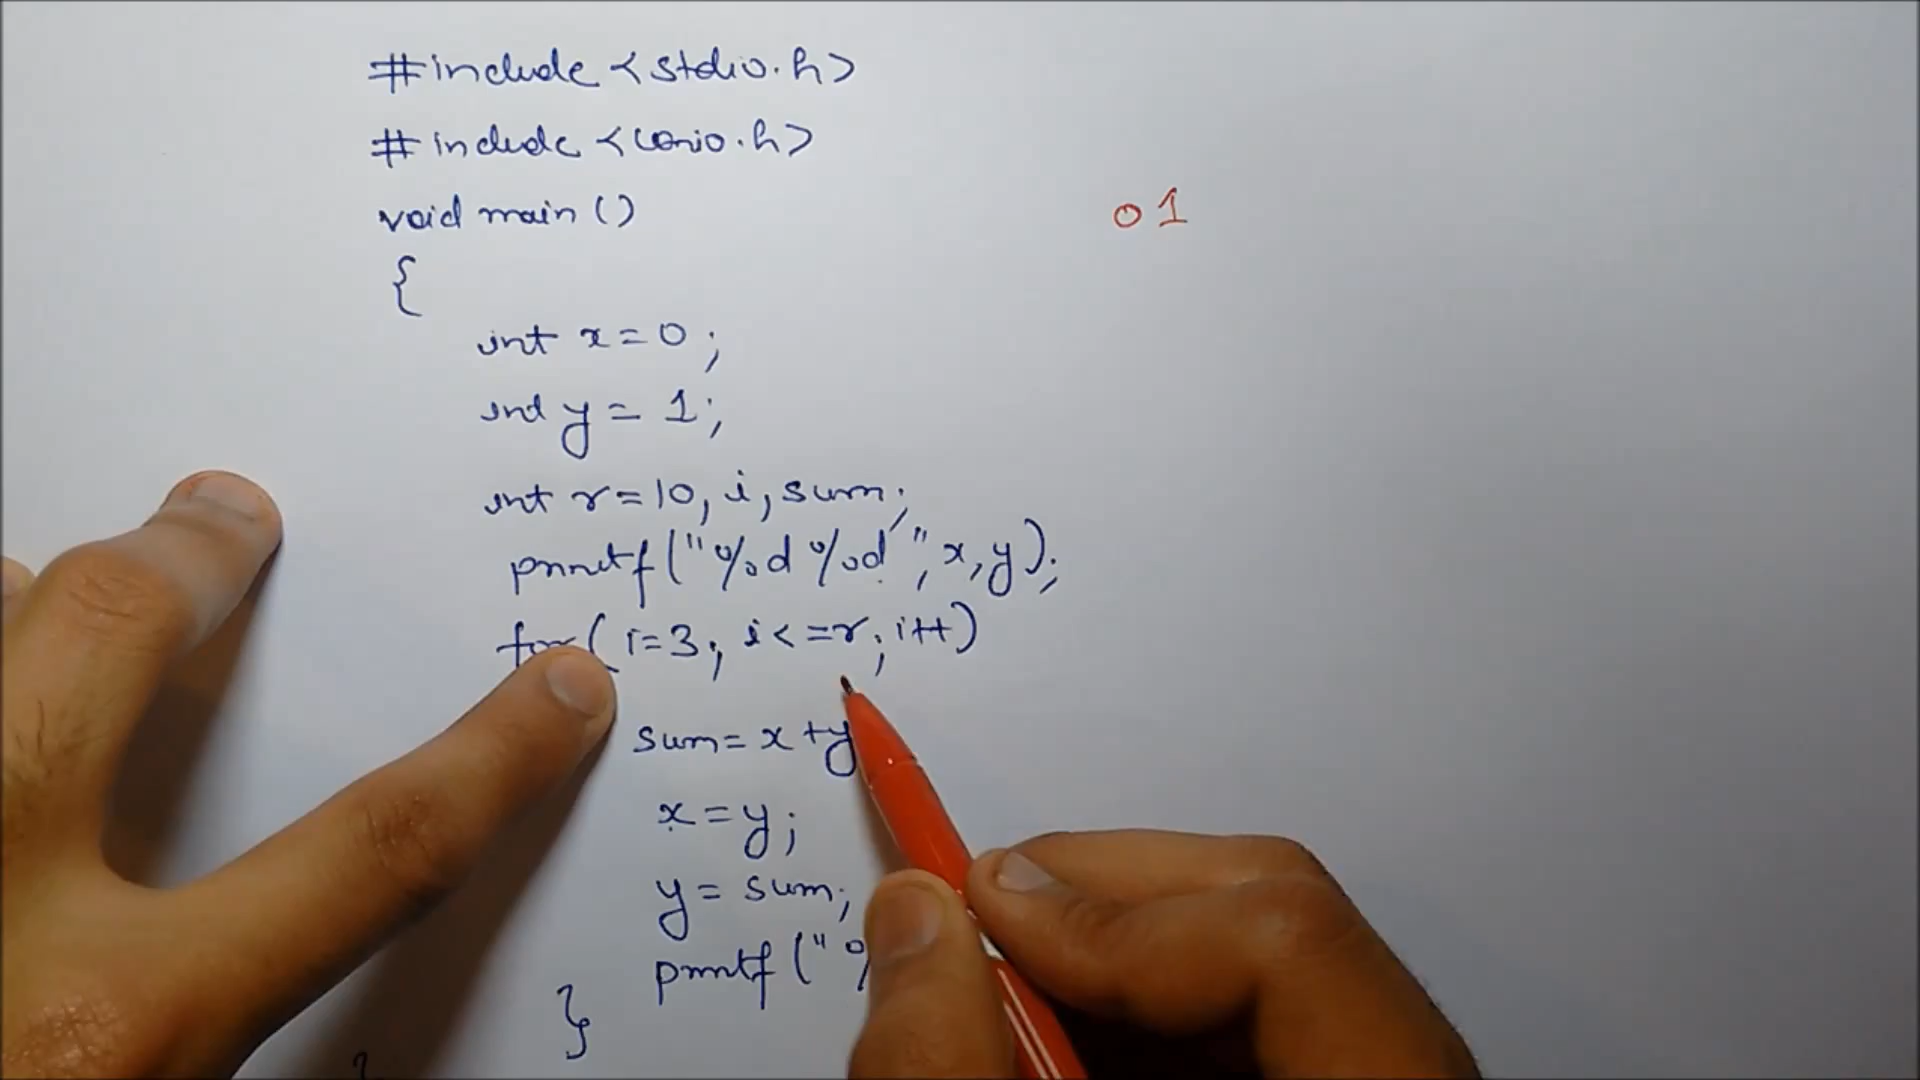 #include <stdio.h>
#include <conio.h>
void main ()
0 1
{
int x = 0 ;
int y = 1 ;
int r = 10, i, sum;
printf("%d %d", x, y);
for( i=3; i<=r; i++)
sum = x + y
x = y;
y = sum;
printf (" %
}